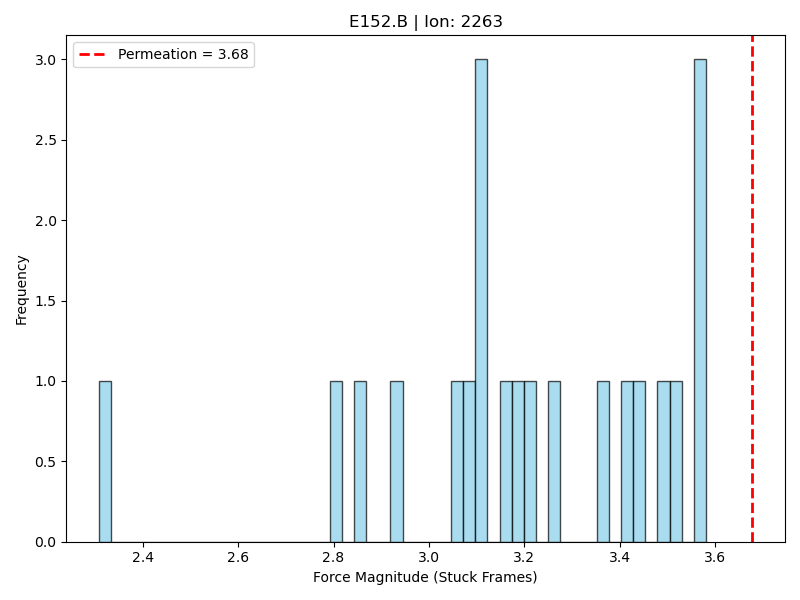 E152.B | Ion: 2263
Permeation = 3.68
3.0
2.5
2.0
1.5
1.0
0.5
0.0
Frequency
2.4 2.6 2.8 3.0 3.2 3.4 3.6
Force Magnitude (Stuck Frames)